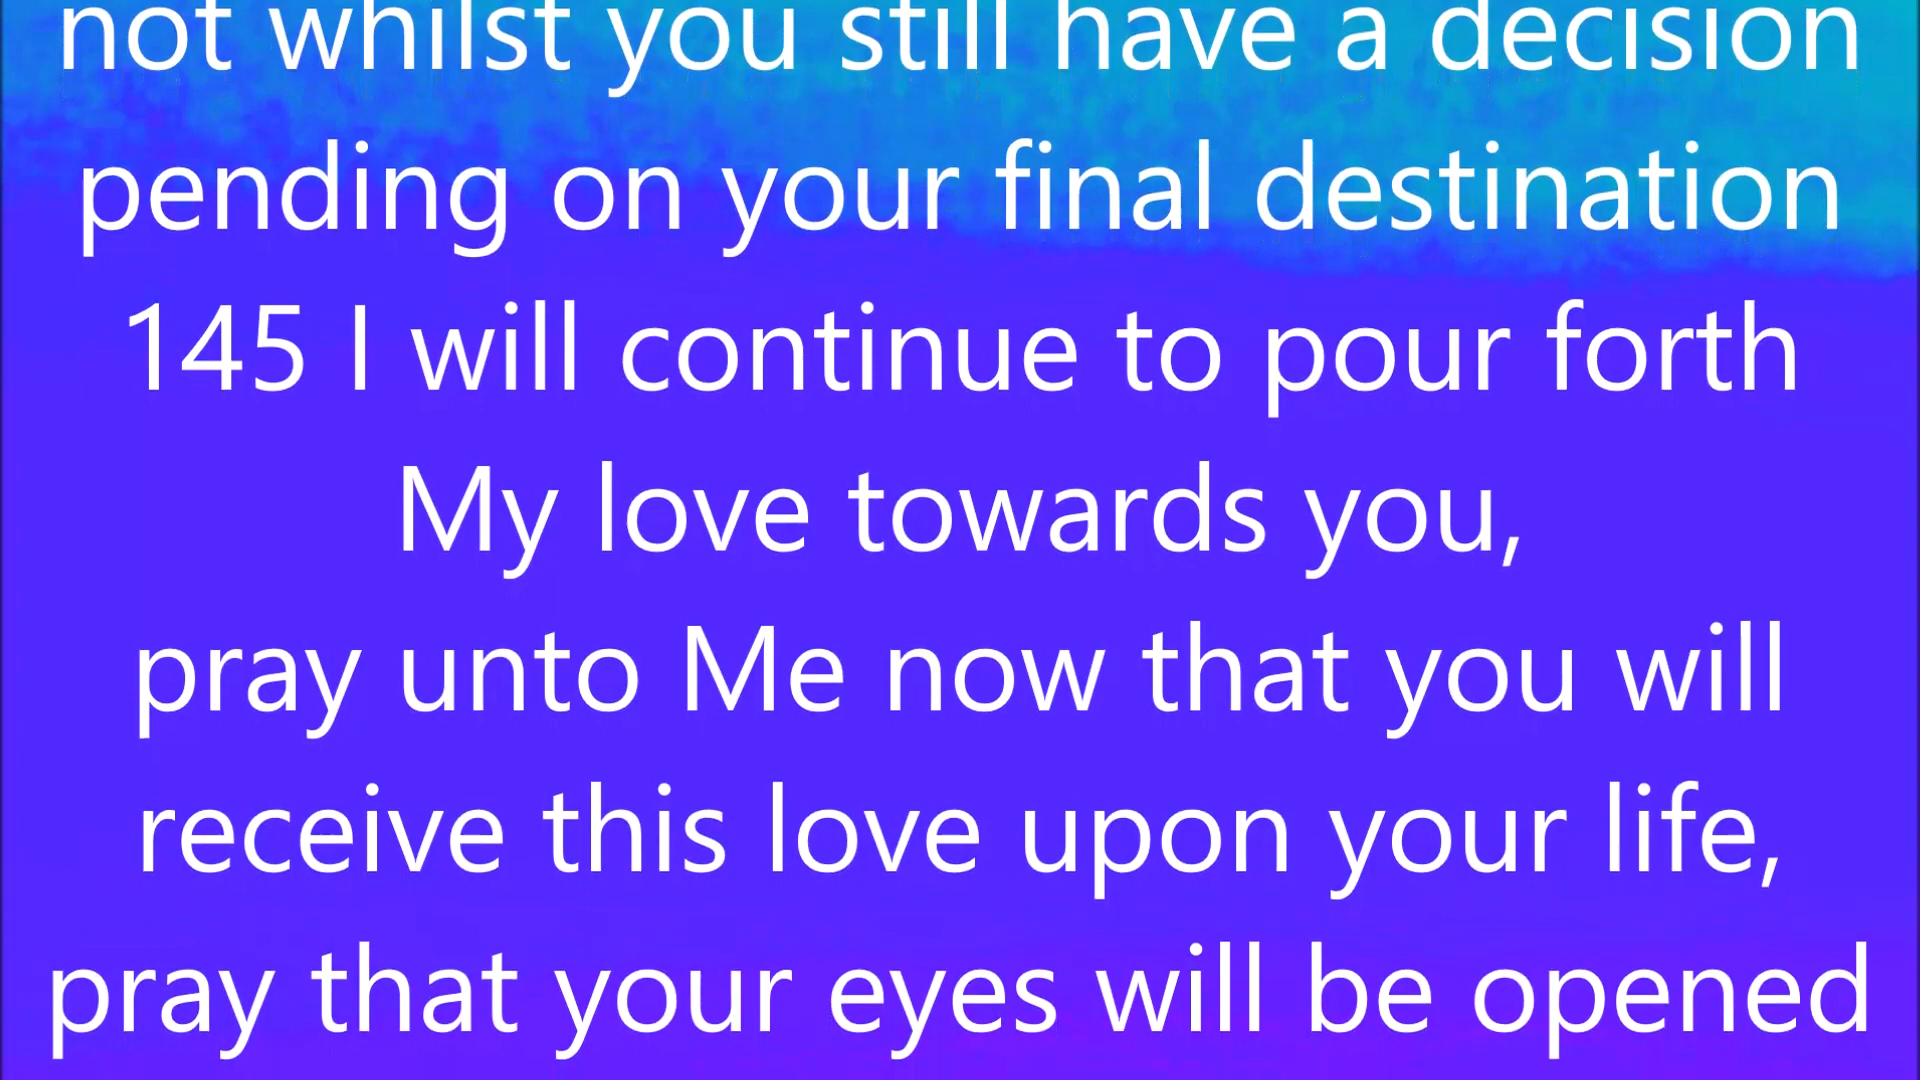 not whilst you still have a decision
pending on your final destination
145 I will continue to pour forth
My love towards you,
pray unto Me now that you will
receive this love upon your life,
pray that your eyes will be opened